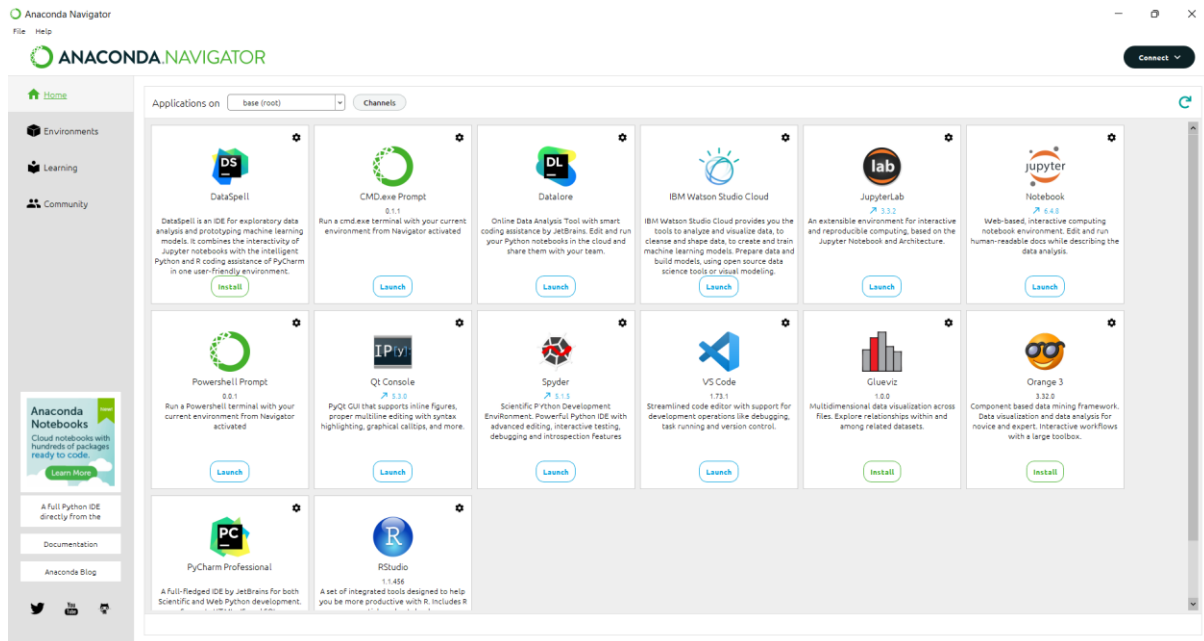 Anaconda Navigator
File Help
ANACONDA.NAVIGATOR
Connect
Home
Environments
Learning
Community
Applications on base (root) Channels
DS
DataSpell
DataSpell is an IDE for exploratory data
analysis and prototyping machine learning
models. It combines the interactivity of
Jupyter notebooks with the intelligent
Python and R coding assistance of PyCharm
in one user-friendly environment.
Install
CMD.exe Prompt
0.1.1
Run a cmd.exe terminal with your current
environment from Navigator activated
Launch
DL
Datalore
Online Data Analysis Tool with smart
coding assistance by JetBrains. Edit and run
your Python notebooks in the cloud and
share them with your team.
Launch
IBM Watson Studio Cloud
IBM Watson Studio Cloud provides you the
tools to analyze and visualize data, to
cleanse and shape data, to create and train
machine learning models. Prepare data and
build models, using open source data
science tools or visual modeling.
Launch
lab
JupyterLab
3.3.2
An extensible environment for interactive
and reproducible computing, based on the
Jupyter Notebook and Architecture.
Launch
jupyter
Notebook
6.4.8
Web-based, interactive computing
notebook environment. Edit and run
human-readable docs while describing the
data analysis.
Launch
Powershell Prompt
0.0.1
Run a Powershell terminal with your
current environment from Navigator
activated
Launch
IP[y]:
Qt Console
5.3.0
PyQt GUI that supports inline figures,
proper multiline editing with syntax
highlighting, graphical calltips, and more.
Launch
Spyder
5.1.5
Scientific PYthon Development
EnviRonment. Powerful Python IDE with
advanced editing, interactive testing,
debugging and introspection features
Launch
VS Code
1.73.1
Streamlined code editor with support for
development operations like debugging,
task running and version control.
Launch
Glueviz
1.0.0
Multidimensional data visualization across
files. Explore relationships within and
among related datasets.
Install
Orange 3
3.32.0
Component based data mining framework.
Data visualization and data analysis for
novice and expert. Interactive workflows
with a large toolbox.
Install
PC
PyCharm Professional
A full-fledged IDE by JetBrains for both
Scientific and Web Python development.
R
RStudio
1.1.456
A set of integrated tools designed to help
you be more productive with R. Includes R
Anaconda
Notebooks
Cloud notebooks with
hundreds of packages
ready to code.
Learn More
A full Python IDE
directly from the
Documentation
Anaconda Blog
You
Tube